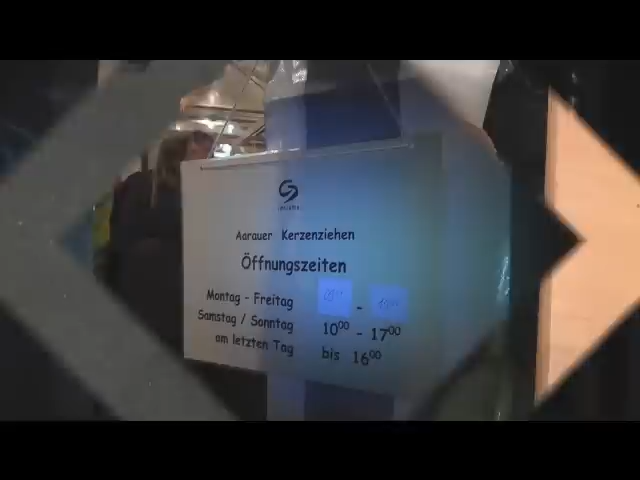 Aarauer Kerzenziehen
Öffnungszeiten
Montag - Freitag -
Samstag / Sonntag 10⁰⁰ - 17⁰⁰
am letzten Tag bis 16⁰⁰